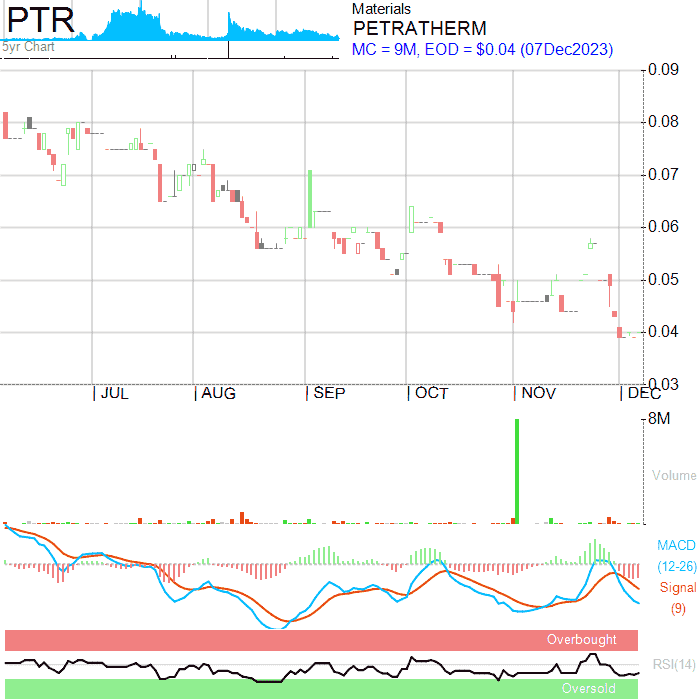 PTR
5yr Chart
Materials
PETRATHERM
MC = 9M, EOD = $0.04 (07Dec2023)
0.09
0.08
0.07
0.06
0.05
0.04
0.03
JUL AUG SEP OCT NOV DEC
8M
Volume
MACD
(12-26)
Signal
(9)
Overbought
RSI(14)
Oversold